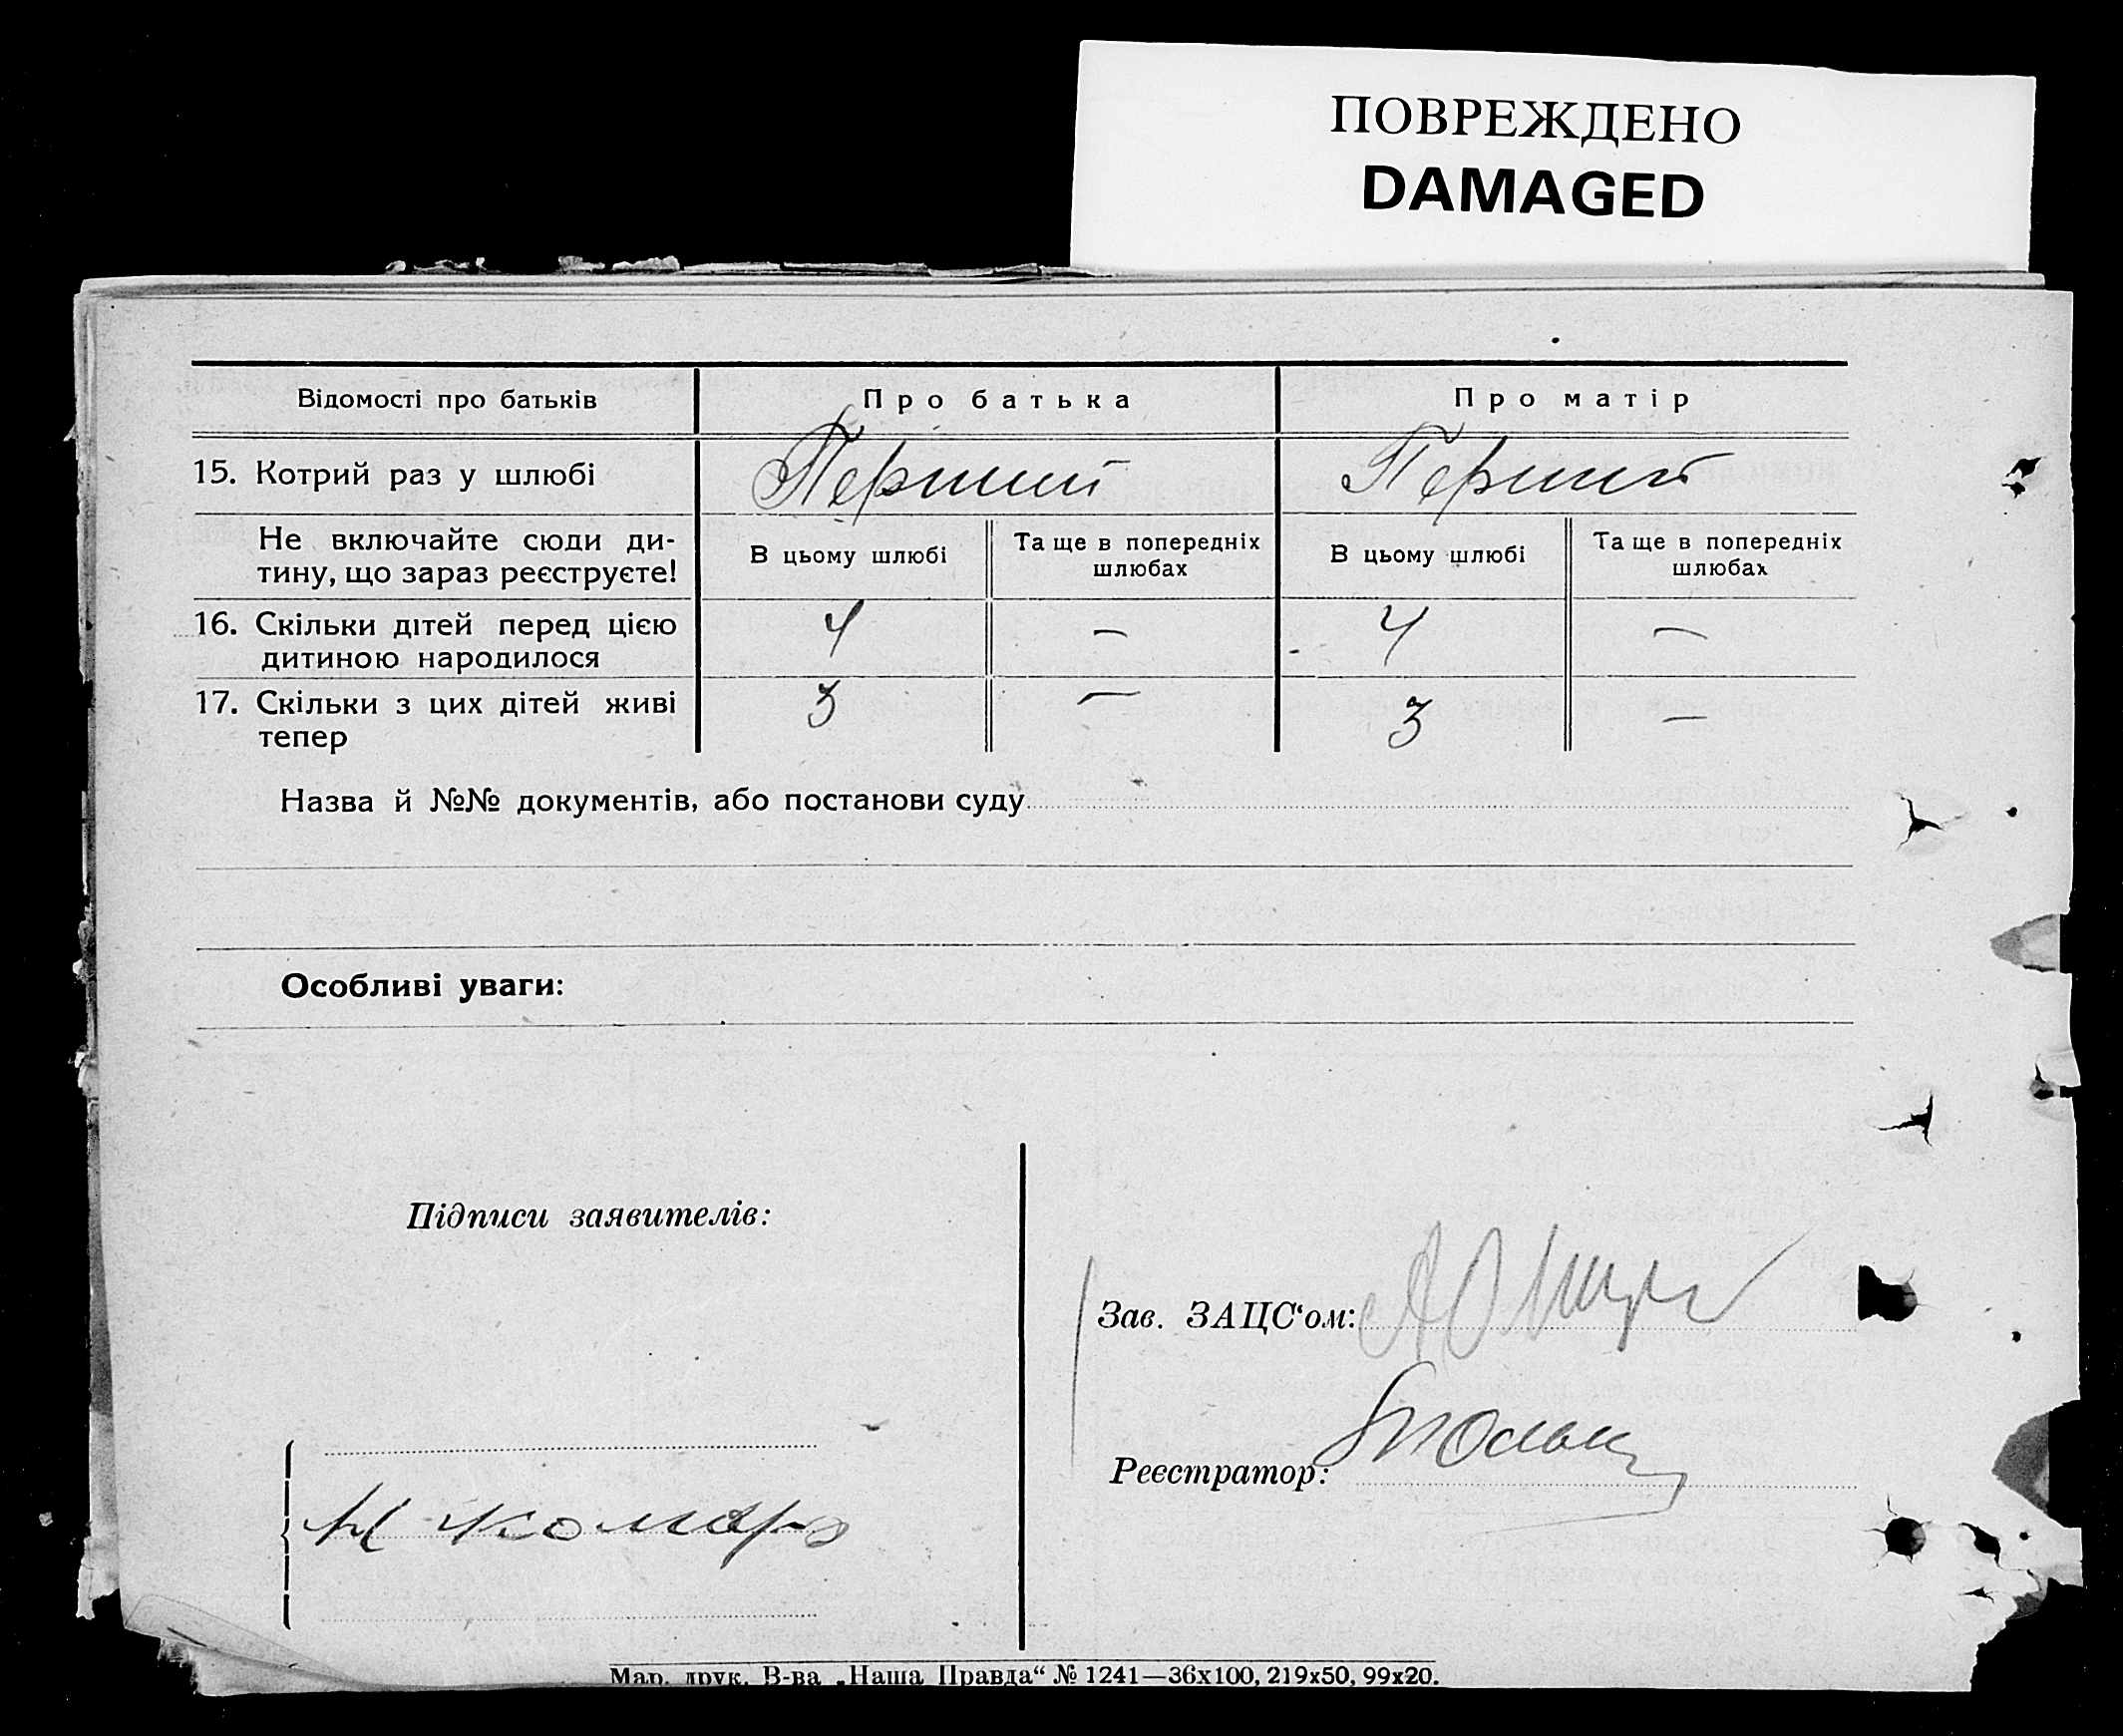 ПОВРЕЖДЕНО
DAMAGED
Відомості про батьків Про батька Про матір
15. Котрий раз у шлюбі Перший Перший
Не включайте сюди ди-
тину, що зараз реєструєте!
В цьому шлюбі Та ще в попередніх шлюбах В цьому шлюбі Та ще в попередніх шлюбах
16. Скільки дітей перед цією 4 — 4 —
дитиною народилося
17. Скільки з цих дітей живі 3 — 3 —
тепер
Назва й №№ документів, або постанови суду
Особливі уваги:
Підписи заявителів:
Зав. ЗАЦС‘ом:
Реєстратор:
Мар. друк. В-ва „Наша Правда“ № 1241—36х100, 219х50, 99х20.